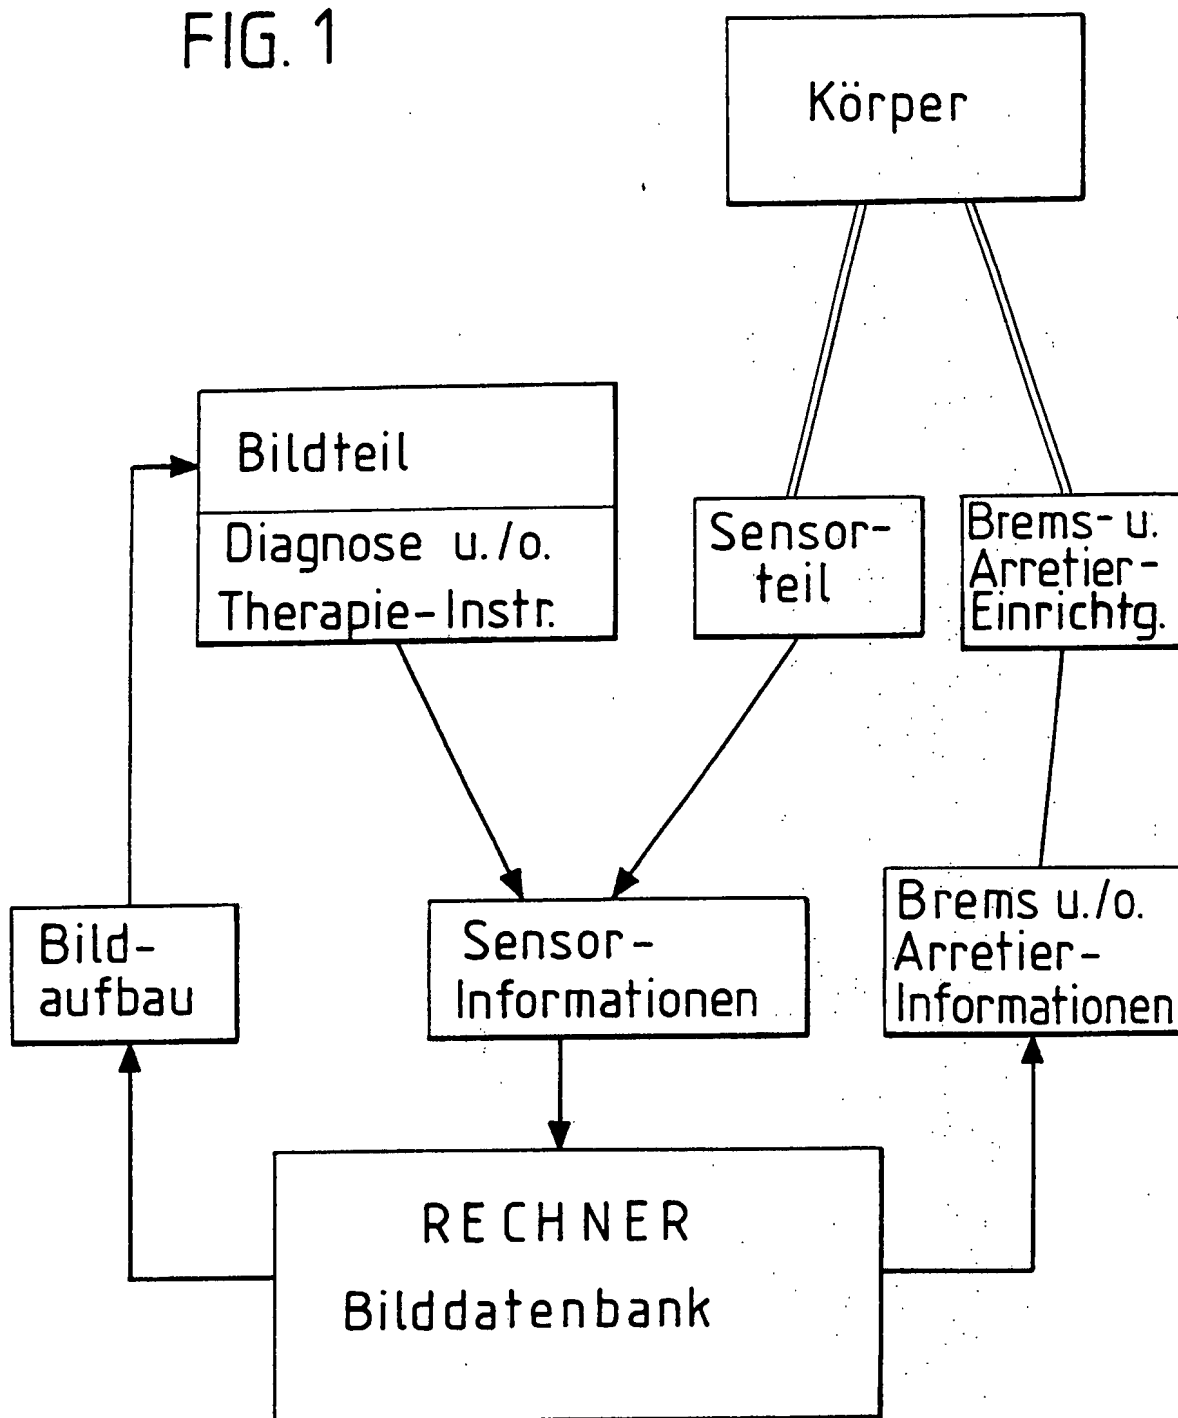 FIG. 1
Körper
Bildteil
Diagnose u./o.
Therapie-Instr.
Sensor-
teil
Brems- u.
Arretier-
Einrichtg.
Bild-
aufbau
Sensor-
Informationen
Brems u./o.
Arretier-
Informationen
RECHNER
Bilddatenbank